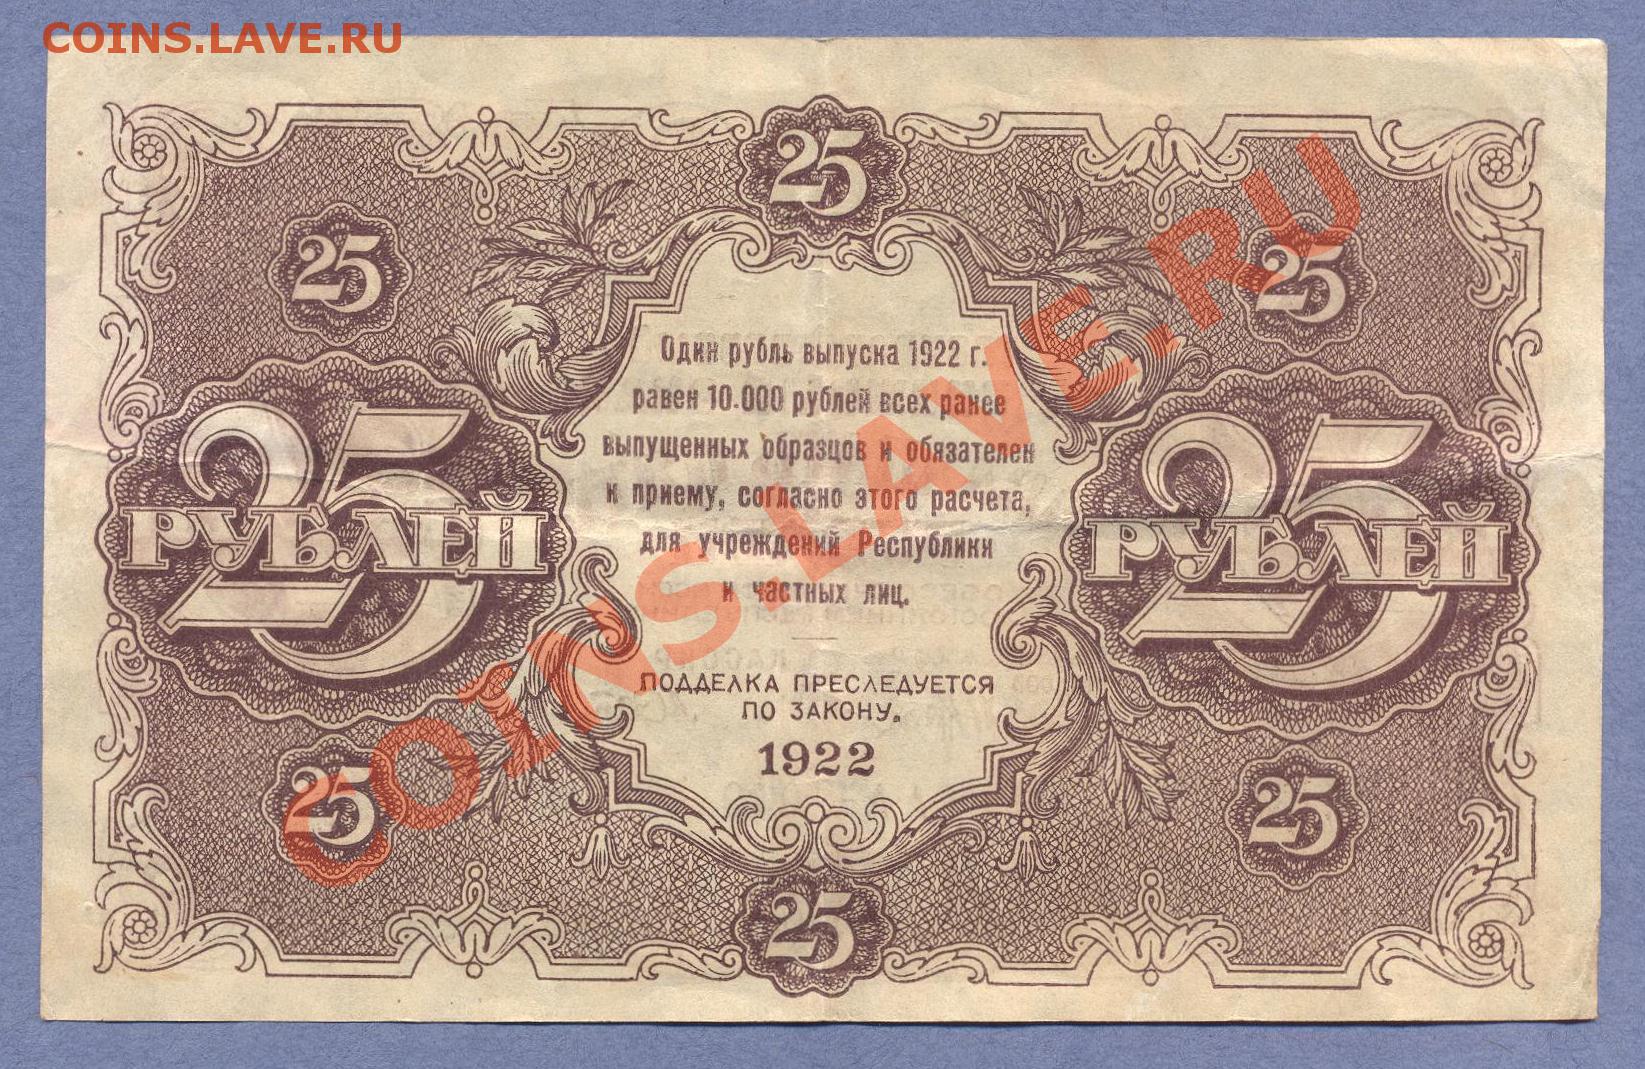 COINS.LAVE.RU
25
25
25
Один рубль выпуска 1922 г.
равен 10.000 рублей всех ранее
выпущенных образцов и обязателен
к приему, согласно этого расчета,
для учреждений Республики
и частных лиц.
25 РУБЛЕЙ
25 РУБЛЕЙ
ПОДДЕЛКА ПРЕСЛЕДУЕТСЯ
ПО ЗАКОНУ.
1922
25
25
25
COINS.LAVE.RU